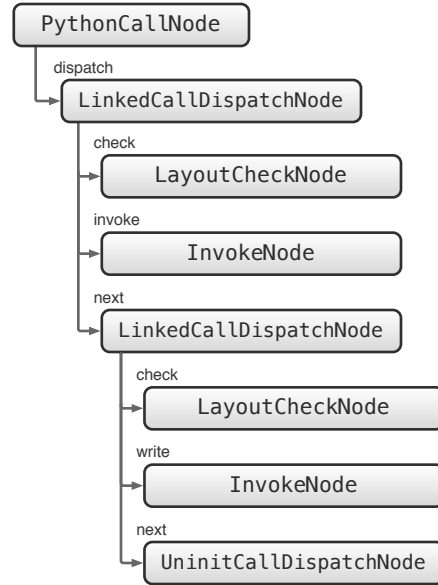 PythonCallNode
dispatch
LinkedCallDispatchNode
check
LayoutCheckNode
invoke
InvokeNode
next
LinkedCallDispatchNode
check
LayoutCheckNode
write
InvokeNode
next
UninitCallDispatchNode